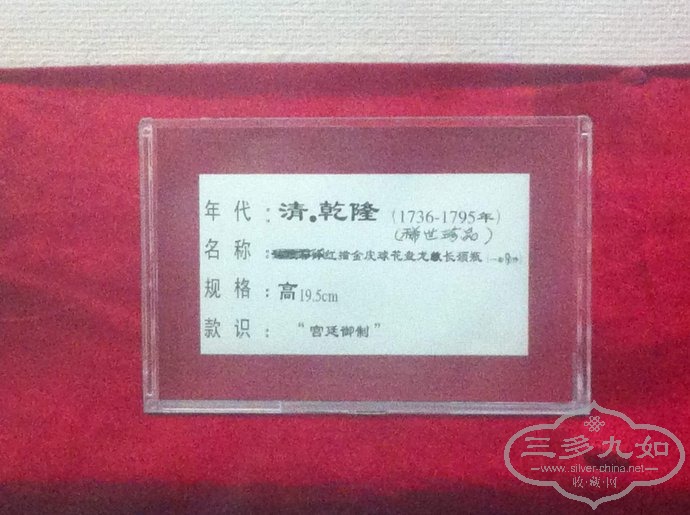 年代：清.乾隆（1736-1795年）
（稀世珍品）
名称：红描金皮球花盘龙戴长颈瓶
规格：高19.5cm
款识：“宫廷御制”
三多九如
www.silver-china.net
收·藏·网